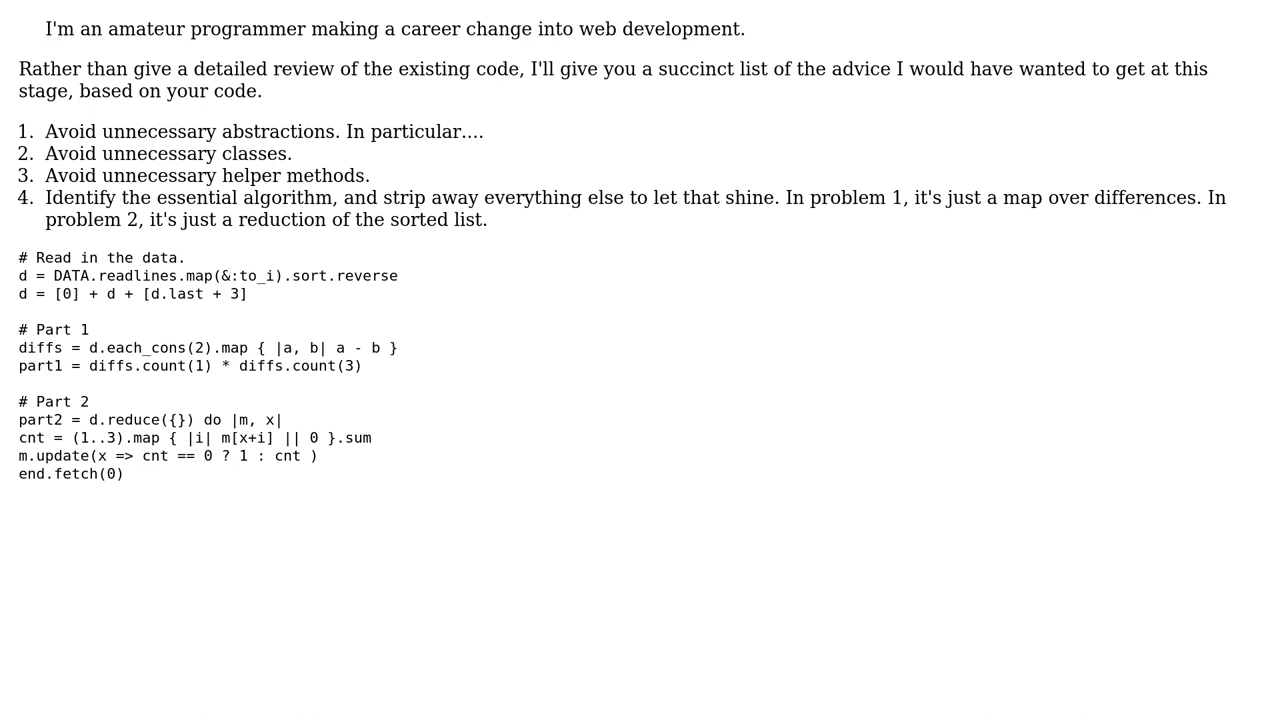 I'm an amateur programmer making a career change into web development.
Rather than give a detailed review of the existing code, I'll give you a succinct list of the advice I would have wanted to get at this
stage, based on your code.
1. Avoid unnecessary abstractions. In particular....
2. Avoid unnecessary classes.
3. Avoid unnecessary helper methods.
4. Identify the essential algorithm, and strip away everything else to let that shine. In problem 1, it's just a map over differences. In
problem 2, it's just a reduction of the sorted list.
# Read in the data.
d = DATA.readlines.map(&:to_i).sort.reverse
d = [0] + d + [d.last + 3]
# Part 1
diffs = d.each_cons(2).map { |a, b| a - b }
part1 = diffs.count(1) * diffs.count(3)
# Part 2
part2 = d.reduce({}) do |m, x|
cnt = (1..3).map { |i| m[x+i] || 0 }.sum
m.update(x => cnt == 0 ? 1 : cnt )
end.fetch(0)